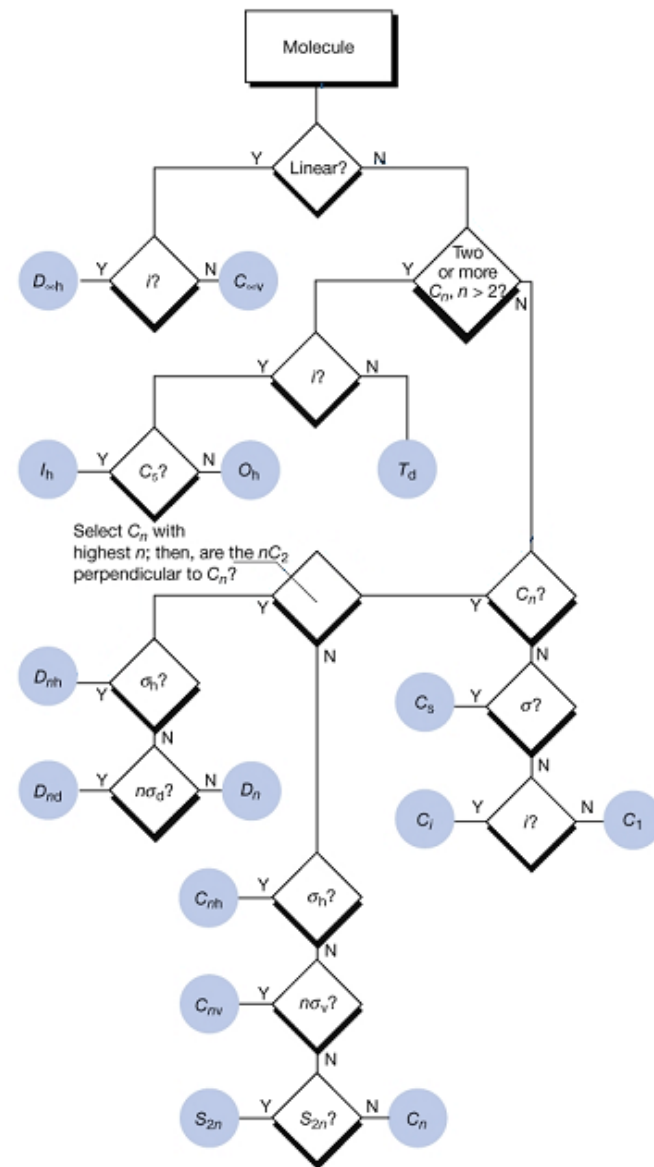 Molecule
Y
N
Linear?
Two
or more
Cₙ, n > 2?
Y
N
D∞h
Y
i?
N
C∞v
Y
i?
N
Iₕ
Y
C₅?
N
Oₕ
T_d
Select Cₙ with
highest n; then, are the nC₂
perpendicular to Cₙ?
Y
N
Y
Cₙ?
N
Dₙₕ
Y
σₕ?
N
Cₛ
Y
σ?
N
Dₙd
Y
nσd?
N
Dₙ
Cᵢ
Y
i?
N
C₁
Cₙₕ
Y
σₕ?
N
Cₙᵥ
Y
nσᵥ?
N
S₂ₙ
Y
S₂ₙ?
N
Cₙ